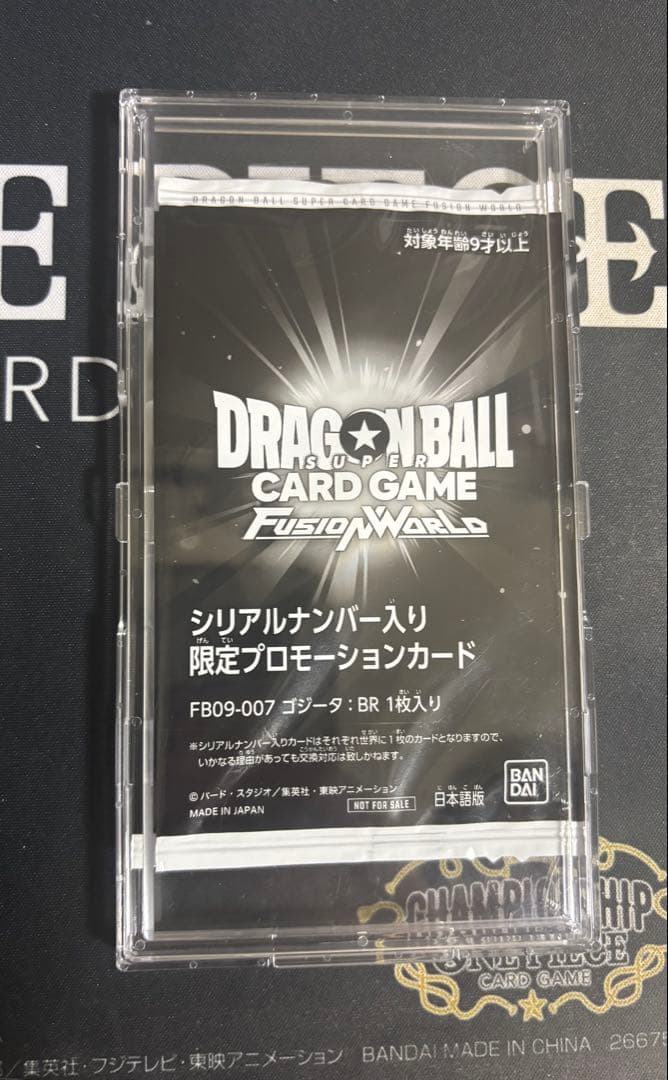 DRAGON BALL SUPER CARD GAME FUSION WORLD
対象年齢9才以上
DRAGON BALL
SUPER
CARD GAME
FUSION WORLD
シリアルナンバー入り
限定プロモーションカード
FB09-007 ゴジータ：BR 1枚入り
※シリアルナンバー入りカードはそれぞれ世界に1枚のカードとなりますので、
いかなる理由があっても交換対応は致しかねます。
©バード・スタジオ／集英社・東映アニメーション
MADE IN JAPAN
NOT FOR SALE
日本語版
BAN
DAI
CHAMPIONSHIP
ONE PIECE
CARD GAME
／集英社・フジテレビ・東映アニメーション BANDAI MADE IN CHINA 26675